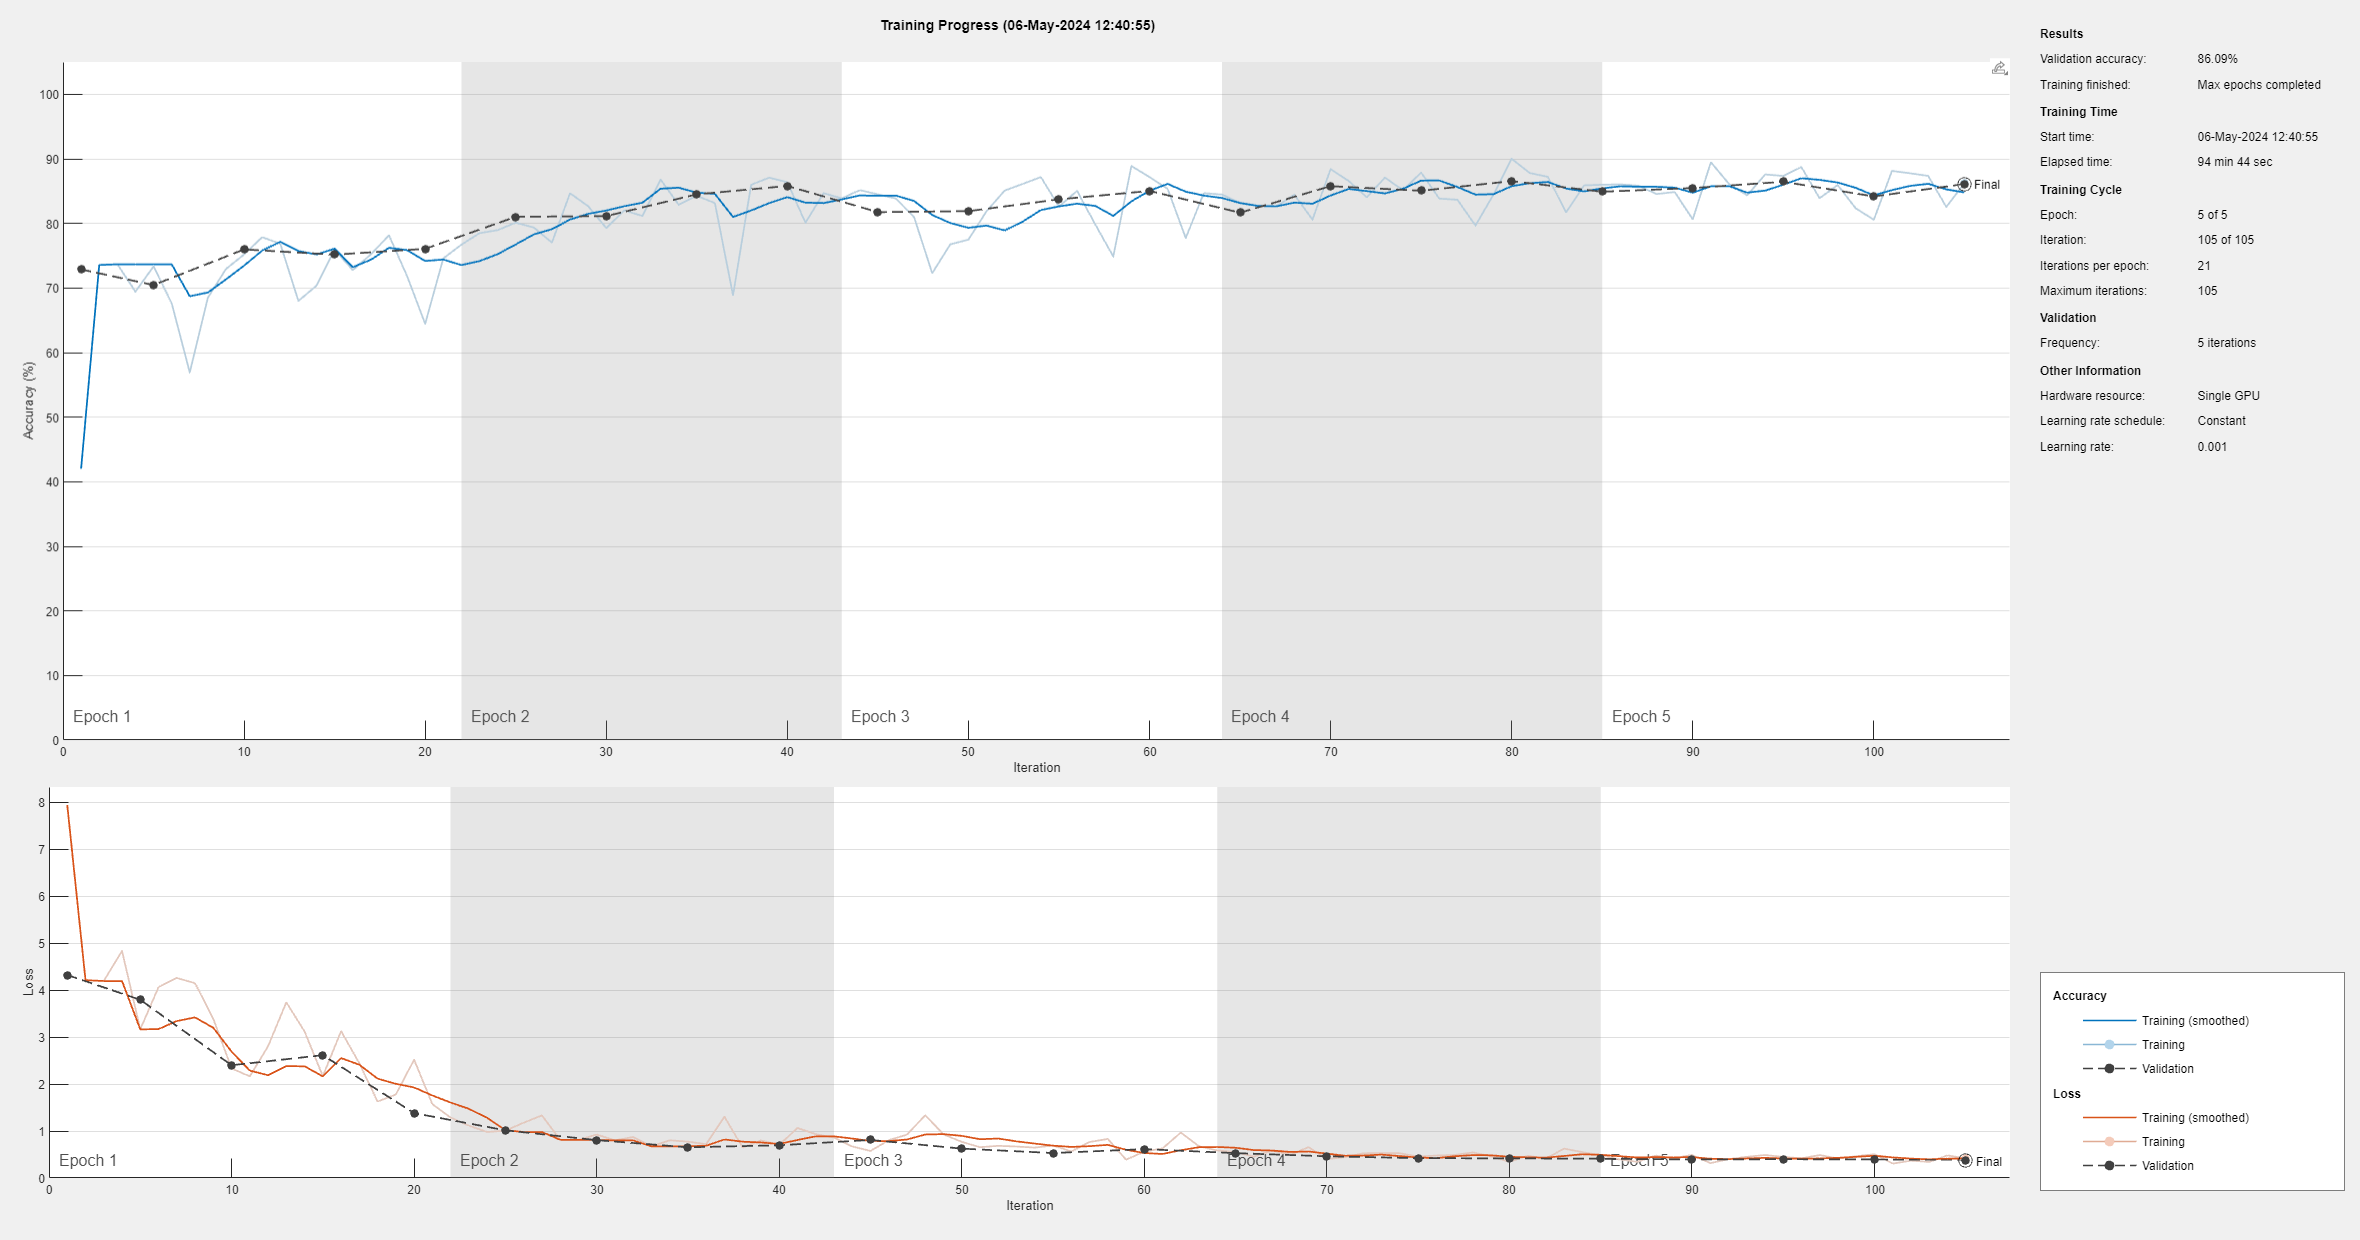 Training Progress (06-May-2024 12:40:55)
100
90
80
70
60
50
40
30
20
10
0
Accuracy (%)
Final
Epoch 1
Epoch 2
Epoch 3
Epoch 4
Epoch 5
0 10 20 30 40 50 60 70 80 90 100
Iteration
8
7
6
5
4
3
2
1
0
Loss
Final
Epoch 1
Epoch 2
Epoch 3
Epoch 4
Epoch 5
0 10 20 30 40 50 60 70 80 90 100
Iteration
Results
Validation accuracy: 86.09%
Training finished: Max epochs completed
Training Time
Start time: 06-May-2024 12:40:55
Elapsed time: 94 min 44 sec
Training Cycle
Epoch: 5 of 5
Iteration: 105 of 105
Iterations per epoch: 21
Maximum iterations: 105
Validation
Frequency: 5 iterations
Other Information
Hardware resource: Single GPU
Learning rate schedule: Constant
Learning rate: 0.001
Accuracy
Training (smoothed)
Training
Validation
Loss
Training (smoothed)
Training
Validation